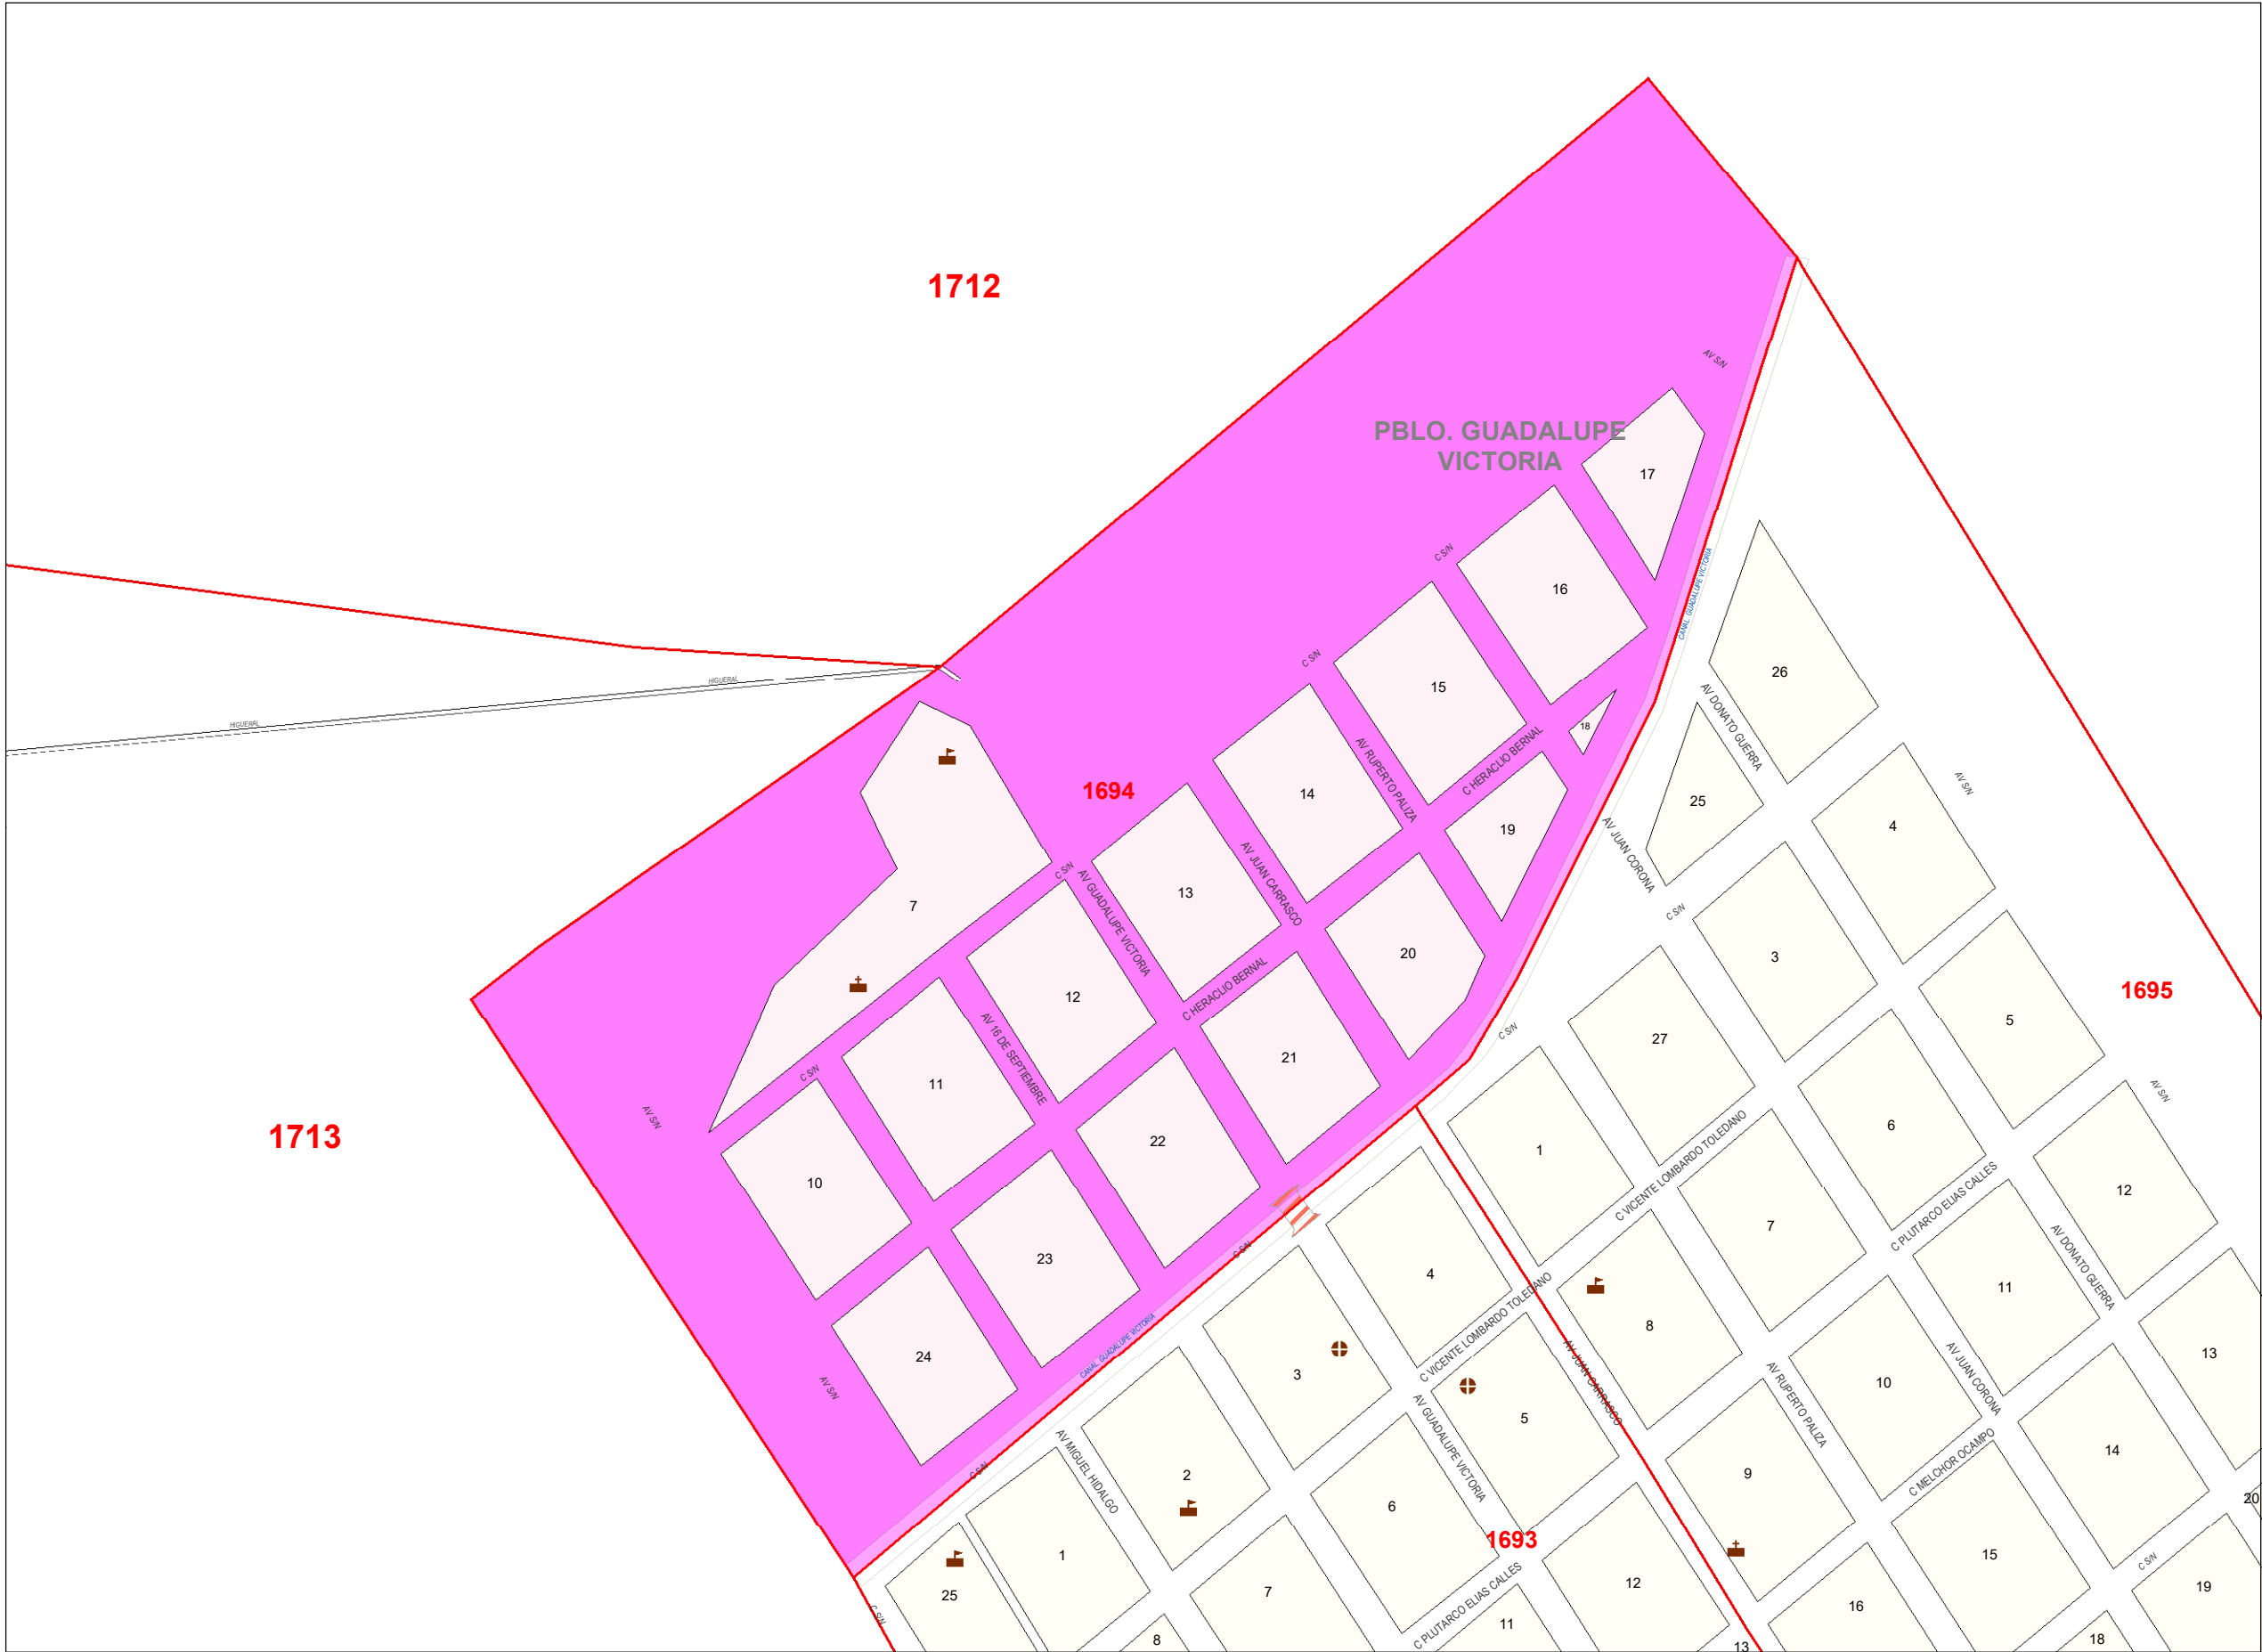 1712
AV S/N
PBLO. GUADALUPE
VICTORIA
17
C S/N
16
CANAL GUADALUPE VICTORIA
26
C S/N
15
HIGUERAL
HIGUERAL
AV DONATO GUERRA
18
AV RUPERTO PALIZA
C HERACLIO BERNAL
1694
14
25
AV S/N
4
19
AV JUAN CORONA
C S/N
AV GUADALUPE VICTORIA
13
AV JUAN CARRASCO
7
C S/N
20
3
1695
12
C HERACLIO BERNAL
5
C S/N
27
AV 16 DE SEPTIEMBRE
21
C S/N
11
AV S/N
AV S/N
1713
22
1
6
C VICENTE LOMBARDO TOLEDANO
10
12
C PLUTARCO ELIAS CALLES
7
C S/N
23
4
AV DONATO GUERRA
11
C VICENTE LOMBARDO TOLEDANO
8
CANAL GUADALUPE VICTORIA
24
13
3
AV S/N
AV JUAN CARRASCO
AV JUAN CORONA
10
AV RUPERTO PALIZA
5
AV GUADALUPE VICTORIA
14
C MELCHOR OCAMPO
AV MIGUEL HIDALGO
C S/N
2
9
6
20
1693
1
15
C S/N
12
19
7
25
C S/N
C PLUTARCO ELIAS CALLES
16
11
8
13
18